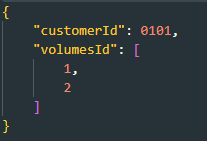 {
    "customerId": 0101,
    "volumesId": [
        1,
        2
    ]
}